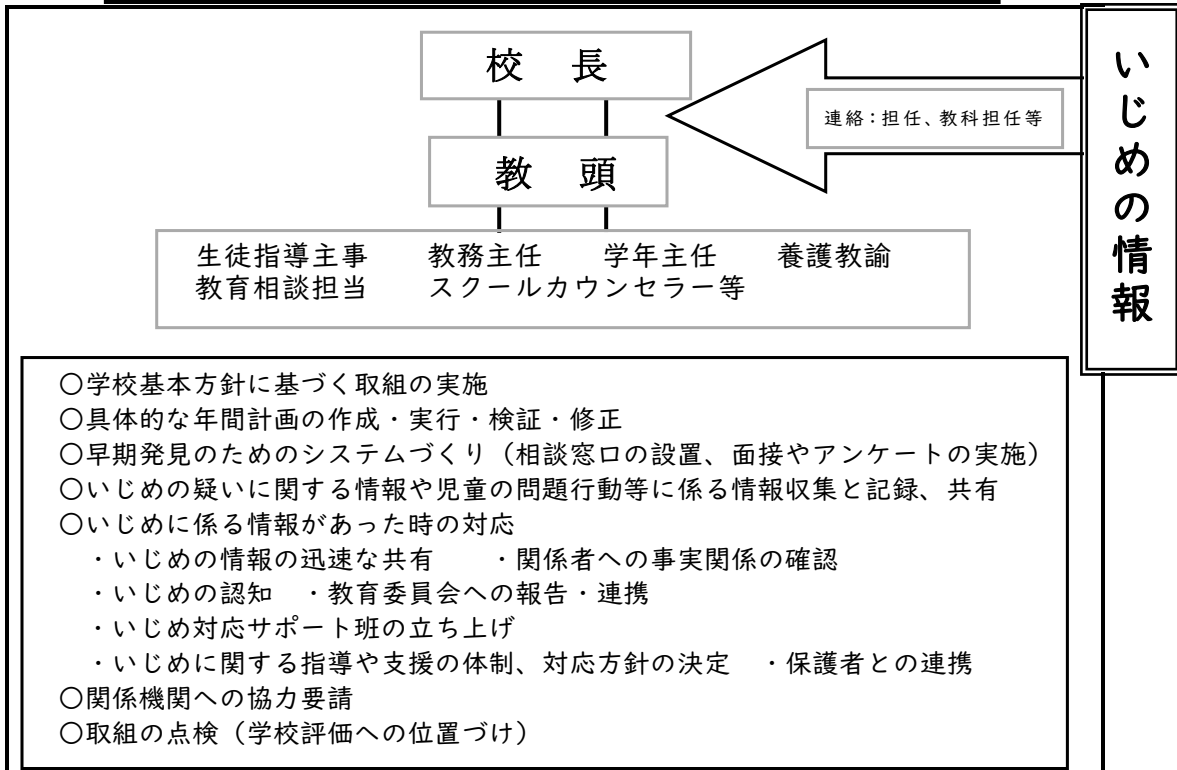 校　長
連絡：担任、教科担任等
教　頭
いじめの情報
生徒指導主事　　教務主任　　学年主任　　養護教諭
教育相談担当　　スクールカウンセラー等
〇学校基本方針に基づく取組の実施
〇具体的な年間計画の作成・実行・検証・修正
〇早期発見のためのシステムづくり（相談窓口の設置、面接やアンケートの実施）
〇いじめの疑いに関する情報や児童の問題行動等に係る情報収集と記録、共有
〇いじめに係る情報があった時の対応
・いじめの情報の迅速な共有　　・関係者への事実関係の確認
・いじめの認知　・教育委員会への報告・連携
・いじめ対応サポート班の立ち上げ
・いじめに関する指導や支援の体制、対応方針の決定　・保護者との連携
〇関係機関への協力要請
〇取組の点検（学校評価への位置づけ）